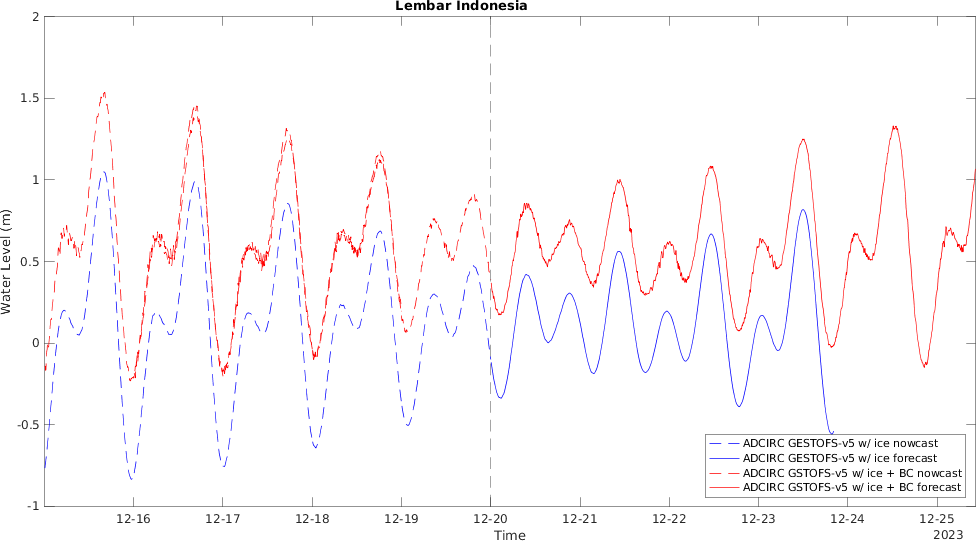 Lembar Indonesia
2
1.5
1
0.5
0
-0.5
-1
Water Level (m)
12-16 12-17 12-18 12-19 12-20 12-21 12-22 12-23 12-24 12-25
Time
2023
ADCIRC GESTOFS-v5 w/ ice nowcast
ADCIRC GESTOFS-v5 w/ ice forecast
ADCIRC GSTOFS-v5 w/ ice + BC nowcast
ADCIRC GSTOFS-v5 w/ ice + BC forecast